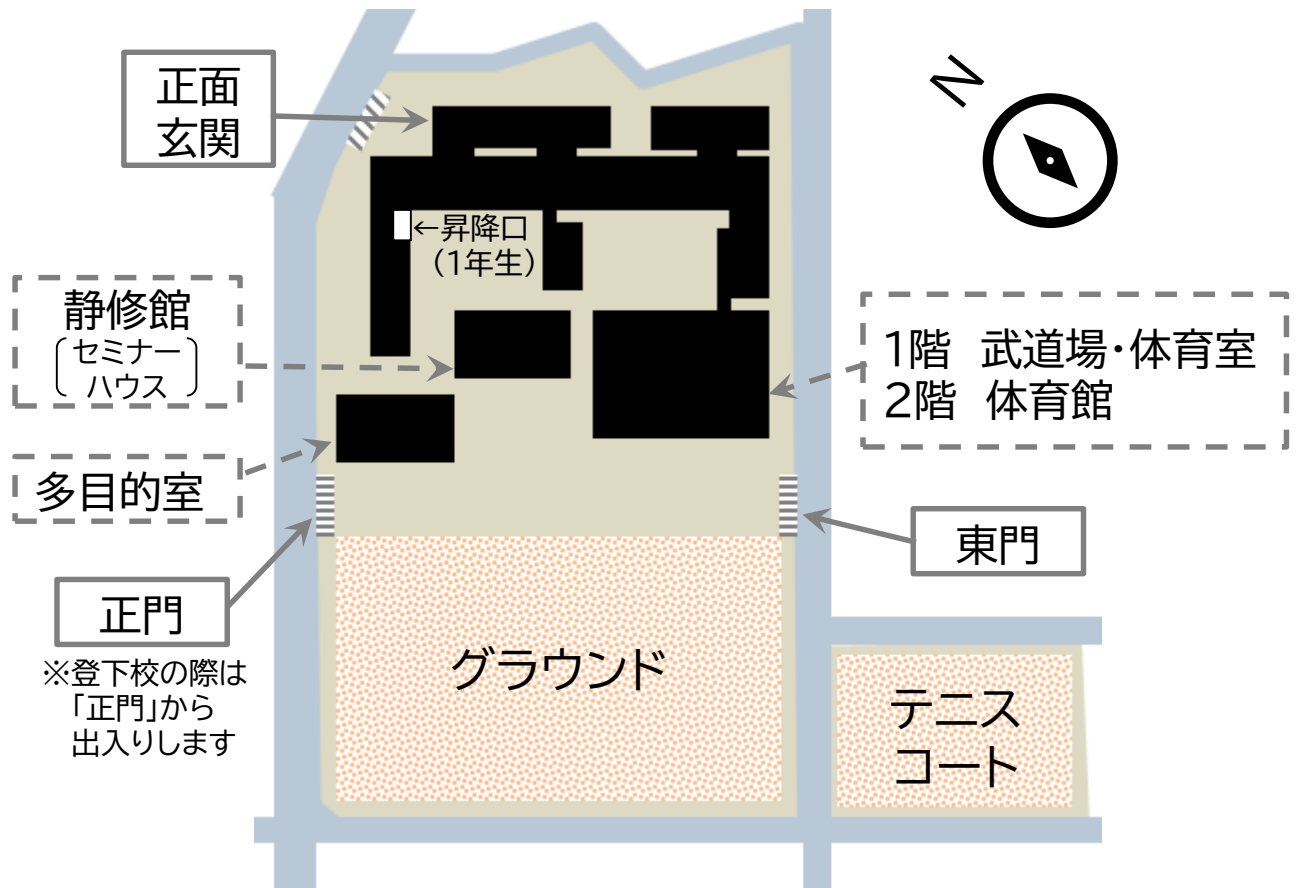 正面
玄関
N
←昇降口
(1年生)
静修館
セミナー
ハウス
1階 武道場・体育室
2階 体育館
多目的室
東門
正門
※登下校の際は
「正門」から
出入りします
グラウンド
テニス
コート